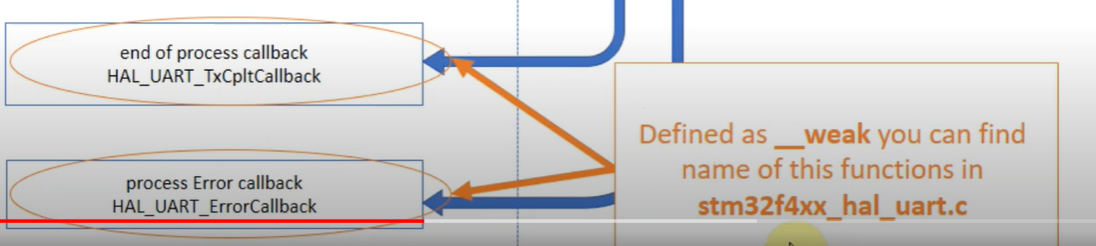 end of process callback
HAL_UART_TxCpltCallback
Defined as __weak you can find
name of this functions in
stm32f4xx_hal_uart.c
process Error callback
HAL_UART_ErrorCallback